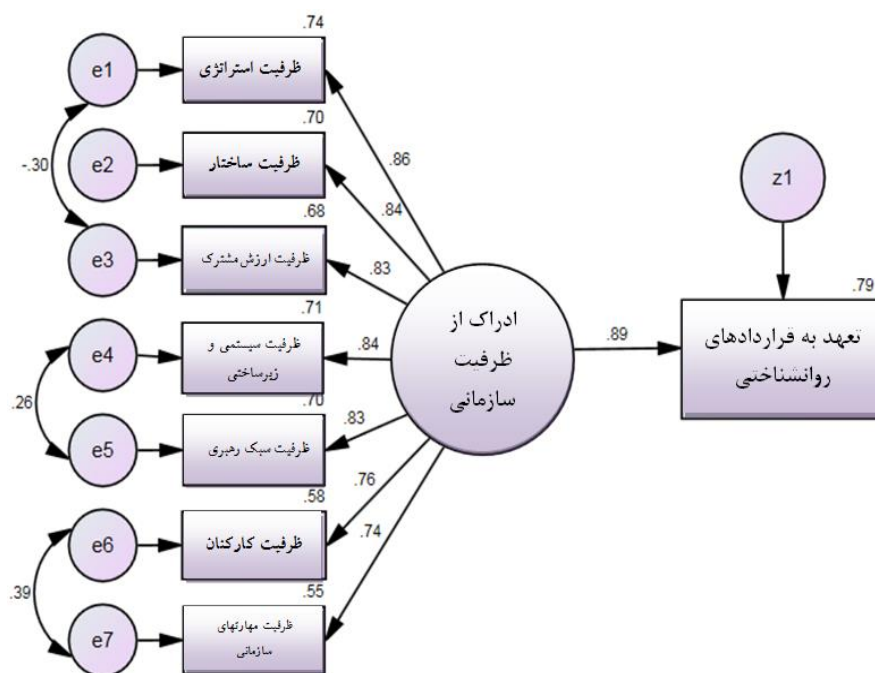 .74
e1
ظرفیت استراتژی
.70
-.30
e2
ظرفیت ساختار
.86
.84
z1
.68
e3
ظرفیت ارزش مشترک
.83
.79
.71
e4
ظرفیت سیستمی و
زیرساختی
.84
ادراک از
ظرفیت
سازمانی
.89
تعهد به قراردادهای
روانشناختی
.26
.70
e5
ظرفیت سبک رهبری
.83
.58
e6
ظرفیت کارکنان
.76
.74
.39
.55
e7
ظرفیت مهارتهای
سازمانی